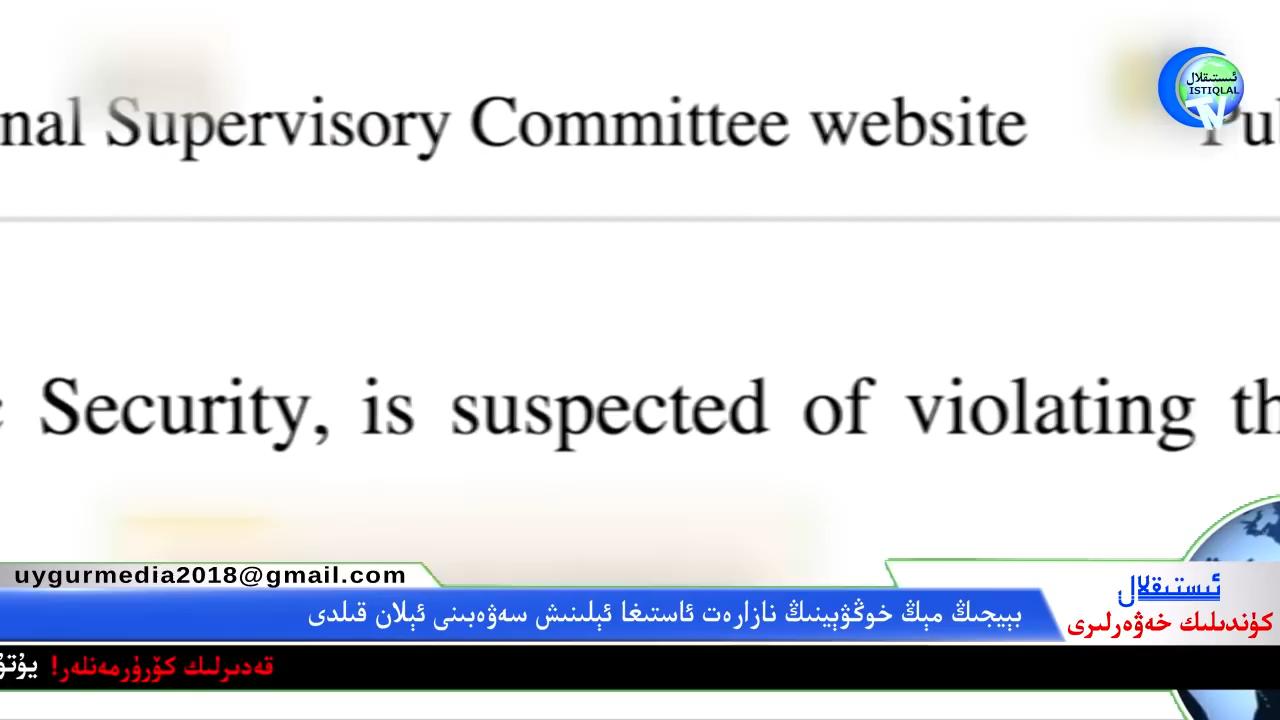 ئىستىقلال
ISTIQLAL
nal Supervisory Committee website
Security, is suspected of violating th
uygurmedia2018@gmail.com
ئىستىقلال
بېيجىڭ مېڭ خوڭۋېينىڭ نازارەت ئاستىغا ئېلىنىش سەۋەبىنى ئېلان قىلدى
كۈندىلىك خەۋەرلىرى
قەدىرلىك كۆرۈرمەنلەر!